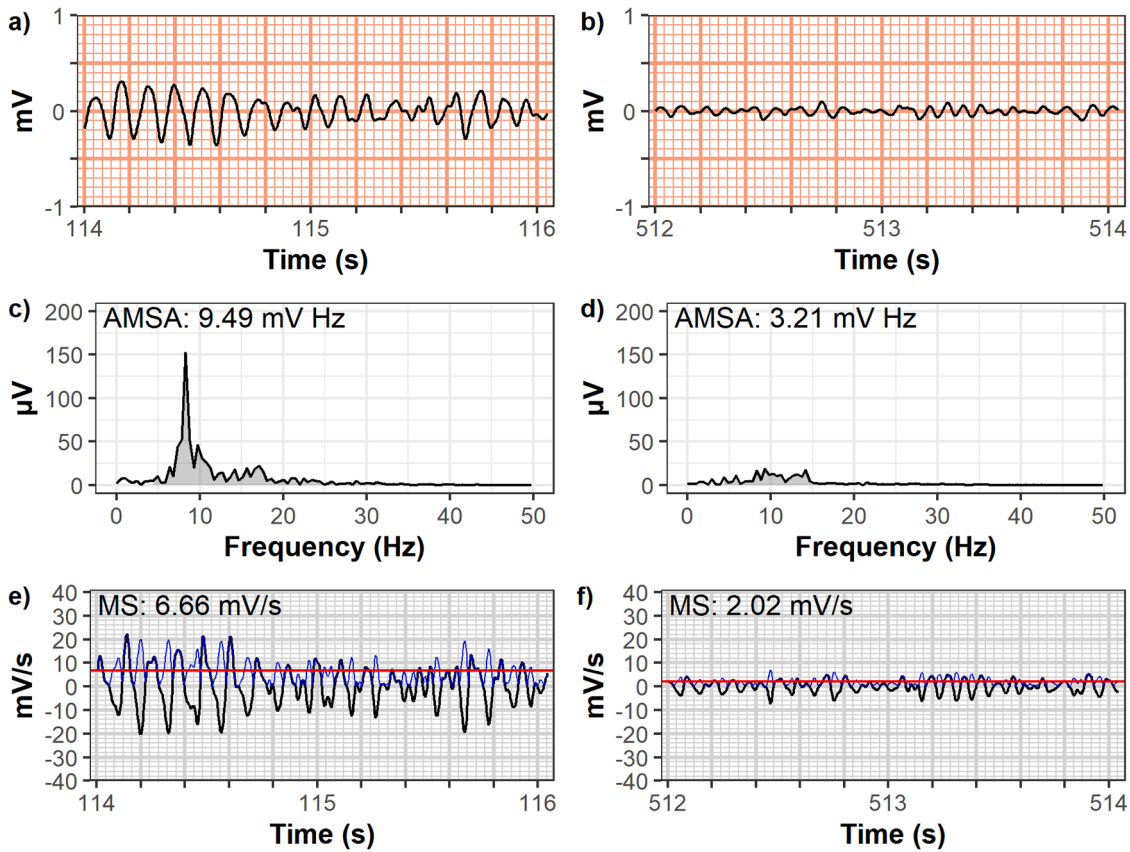 a)
1
0
-1
mV
114
115
116
Time (s)
b)
1
0
-1
mV
512
513
514
Time (s)
c)
AMSA: 9.49 mV Hz
200
150
100
50
0
µV
0
10
20
30
40
50
Frequency (Hz)
d)
AMSA: 3.21 mV Hz
200
150
100
50
0
µV
0
10
20
30
40
50
Frequency (Hz)
e)
MS: 6.66 mV/s
40
30
20
10
0
-10
-20
-30
-40
mV/s
114
115
116
Time (s)
f)
MS: 2.02 mV/s
40
30
20
10
0
-10
-20
-30
-40
mV/s
512
513
514
Time (s)